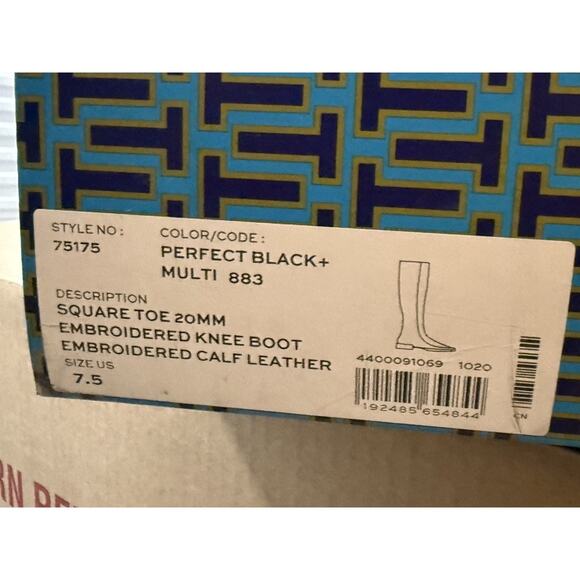 STYLE NO :
75175
COLOR/CODE :
PERFECT BLACK+
MULTI 883
DESCRIPTION
SQUARE TOE 20MM
EMBROIDERED KNEE BOOT
EMBROIDERED CALF LEATHER
SIZE US
7.5
4400091069 1020
192485 654844
CN
RN